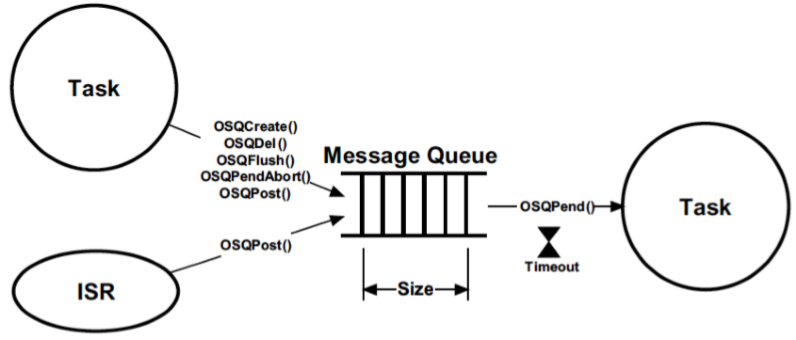 Task
OSQCreate()
OSQDel()
OSQFlush()
OSQPendAbort()
OSQPost()
Message Queue
OSQPend()
Timeout
Task
OSQPost()
ISR
Size